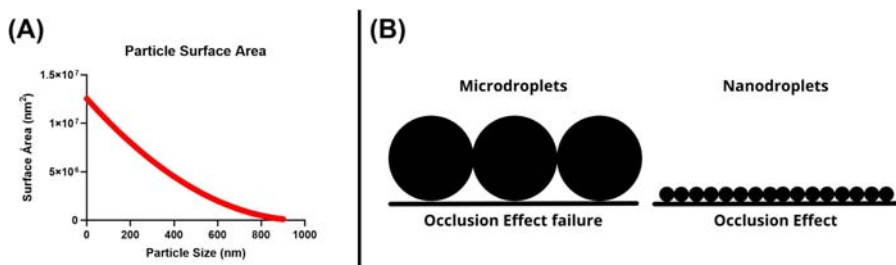 (A)
Particle Surface Area
Surface Area (nm²)
1.5×10⁷
1×10⁷
5×10⁶
0
0 200 400 600 800 1000
Particle Size (nm)
(B)
Microdroplets
Nanodroplets
Occlusion Effect failure
Occlusion Effect